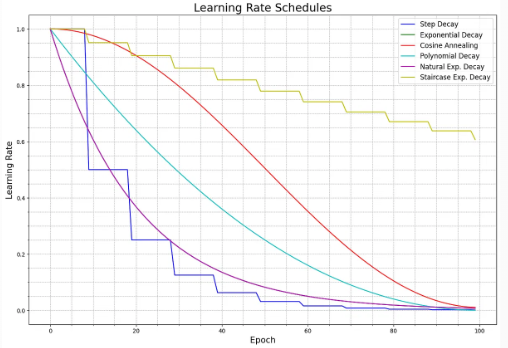 Learning Rate Schedules
Step Decay
Exponential Decay
Cosine Annealing
Polynomial Decay
Natural Exp. Decay
Staircase Exp. Decay
1.0
0.8
0.6
0.4
0.2
0.0
Learning Rate
0
20
40
60
80
100
Epoch